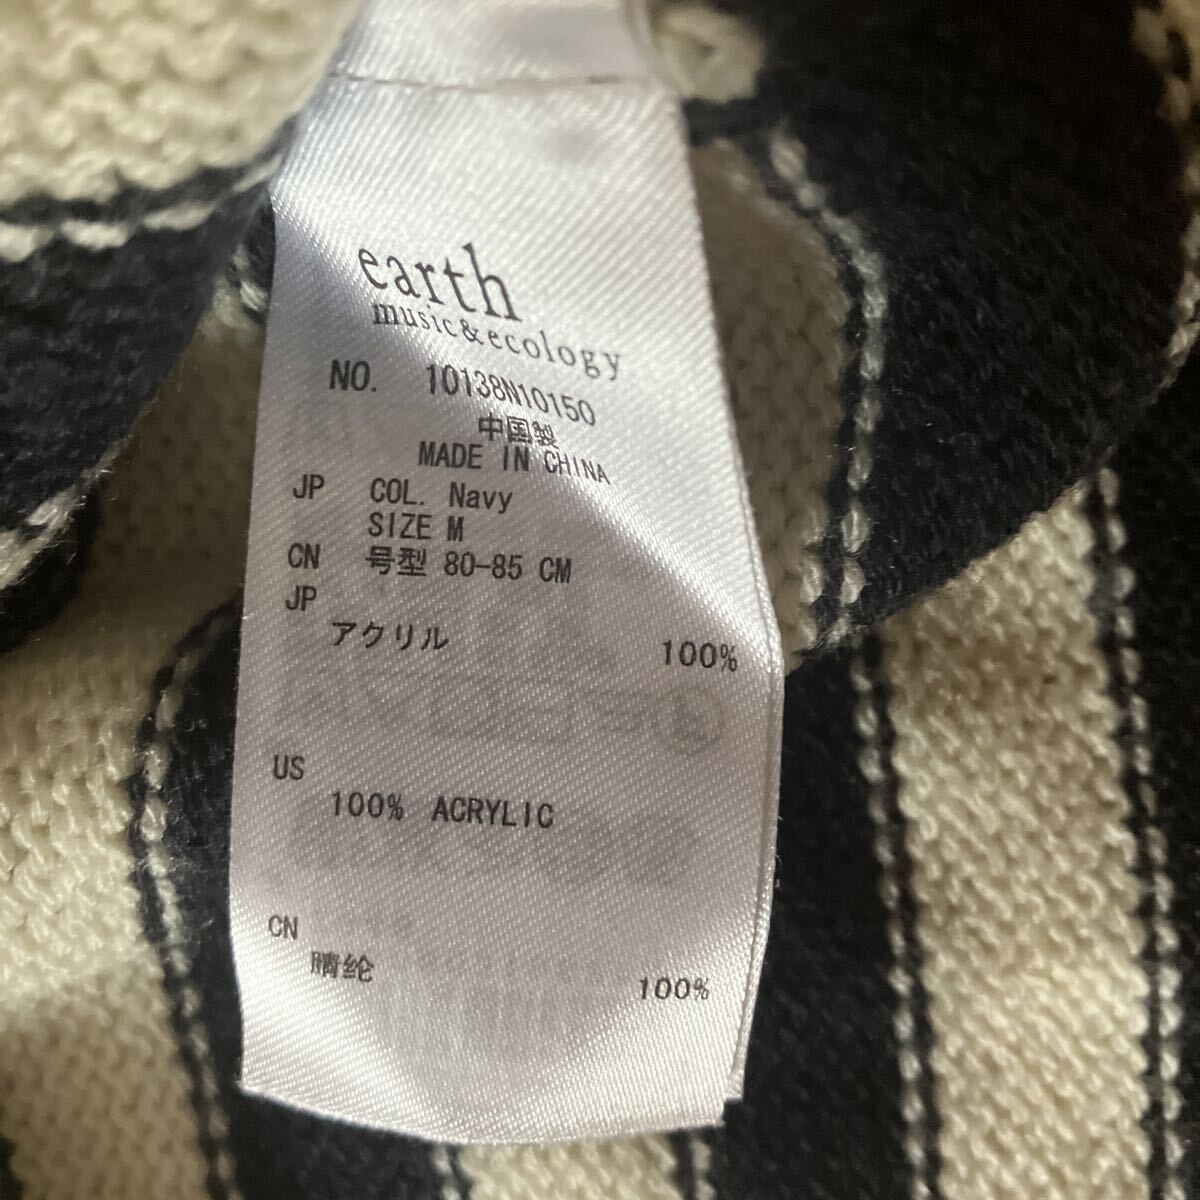 earth
music&ecology
NO. 10138N10150
中国製
MADE IN CHINA
JP COL. Navy
SIZE M
CN 号型 80-85 CM
JP
アクリル 100%
US
100% ACRYLIC
CN
腈纶 100%